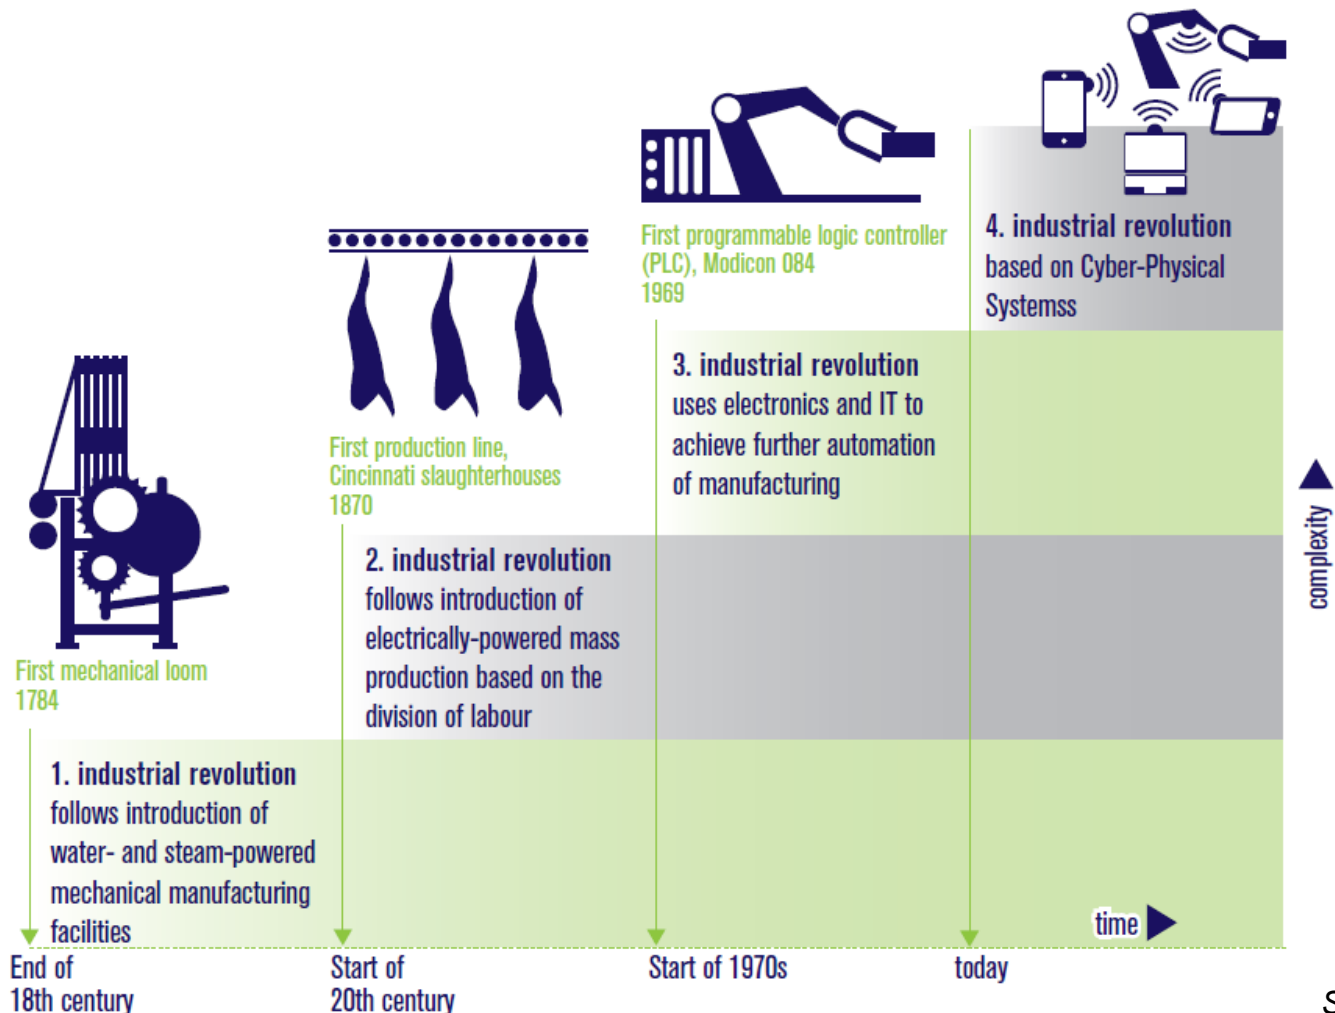 4. industrial revolution
based on Cyber-Physical
Systemss
First programmable logic controller
(PLC), Modicon 084
1969
3. industrial revolution
uses electronics and IT to
achieve further automation
of manufacturing
First production line,
Cincinnati slaughterhouses
1870
2. industrial revolution
follows introduction of
electrically-powered mass
production based on the
division of labour
First mechanical loom
1784
1. industrial revolution
follows introduction of
water- and steam-powered
mechanical manufacturing
facilities
complexity
time
End of
18th century
Start of
20th century
Start of 1970s
today
S